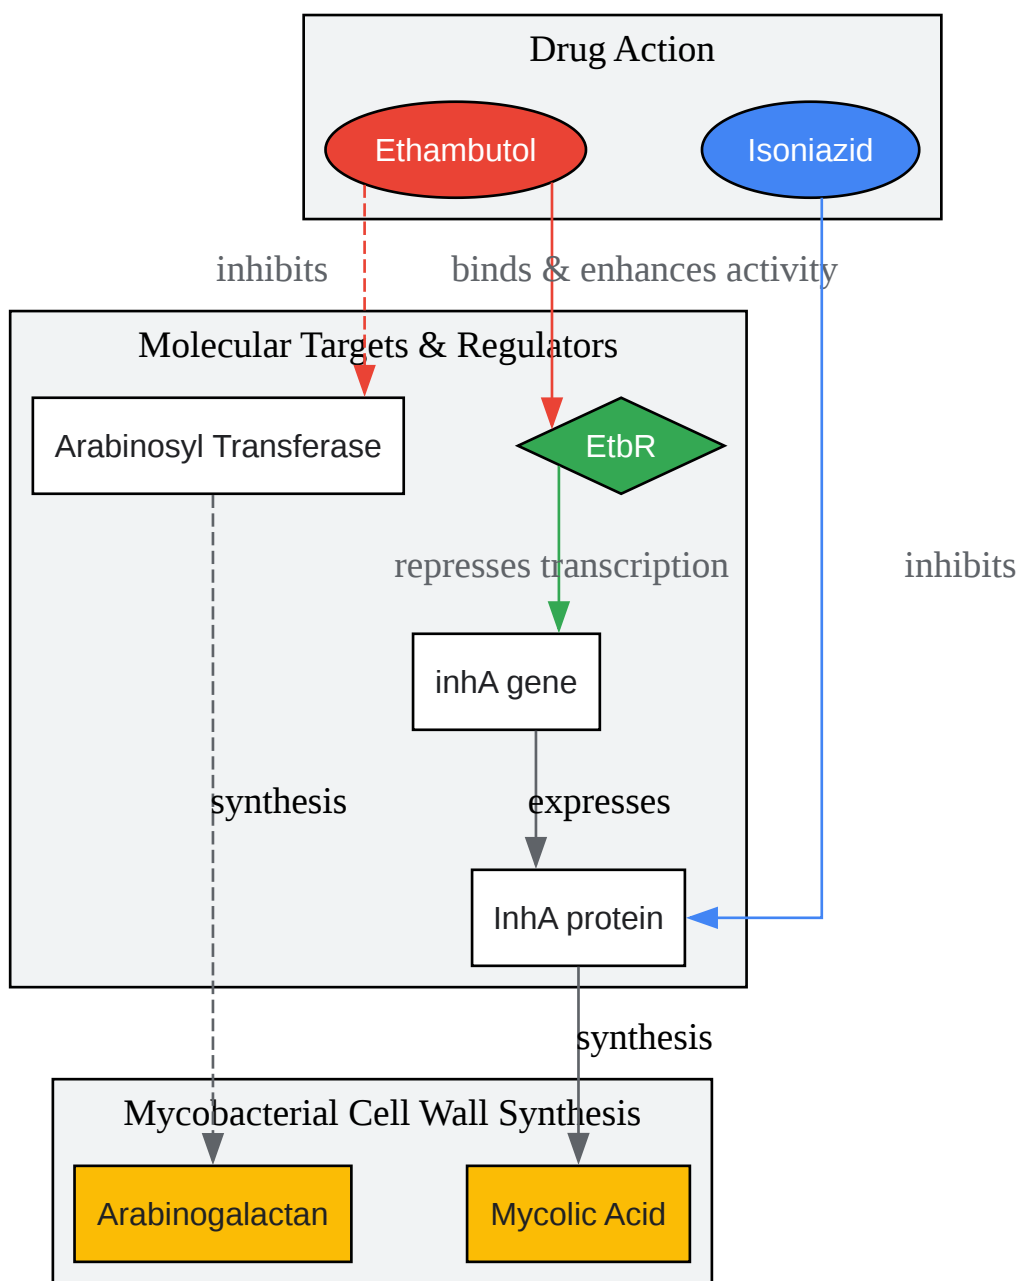 Drug Action
Ethambutol
Isoniazid
inhibits
binds & enhances activity
Molecular Targets & Regulators
Arabinosyl Transferase
EtbR
represses transcription
inhibits
inhA gene
synthesis
expresses
InhA protein
synthesis
Mycobacterial Cell Wall Synthesis
Arabinogalactan
Mycolic Acid